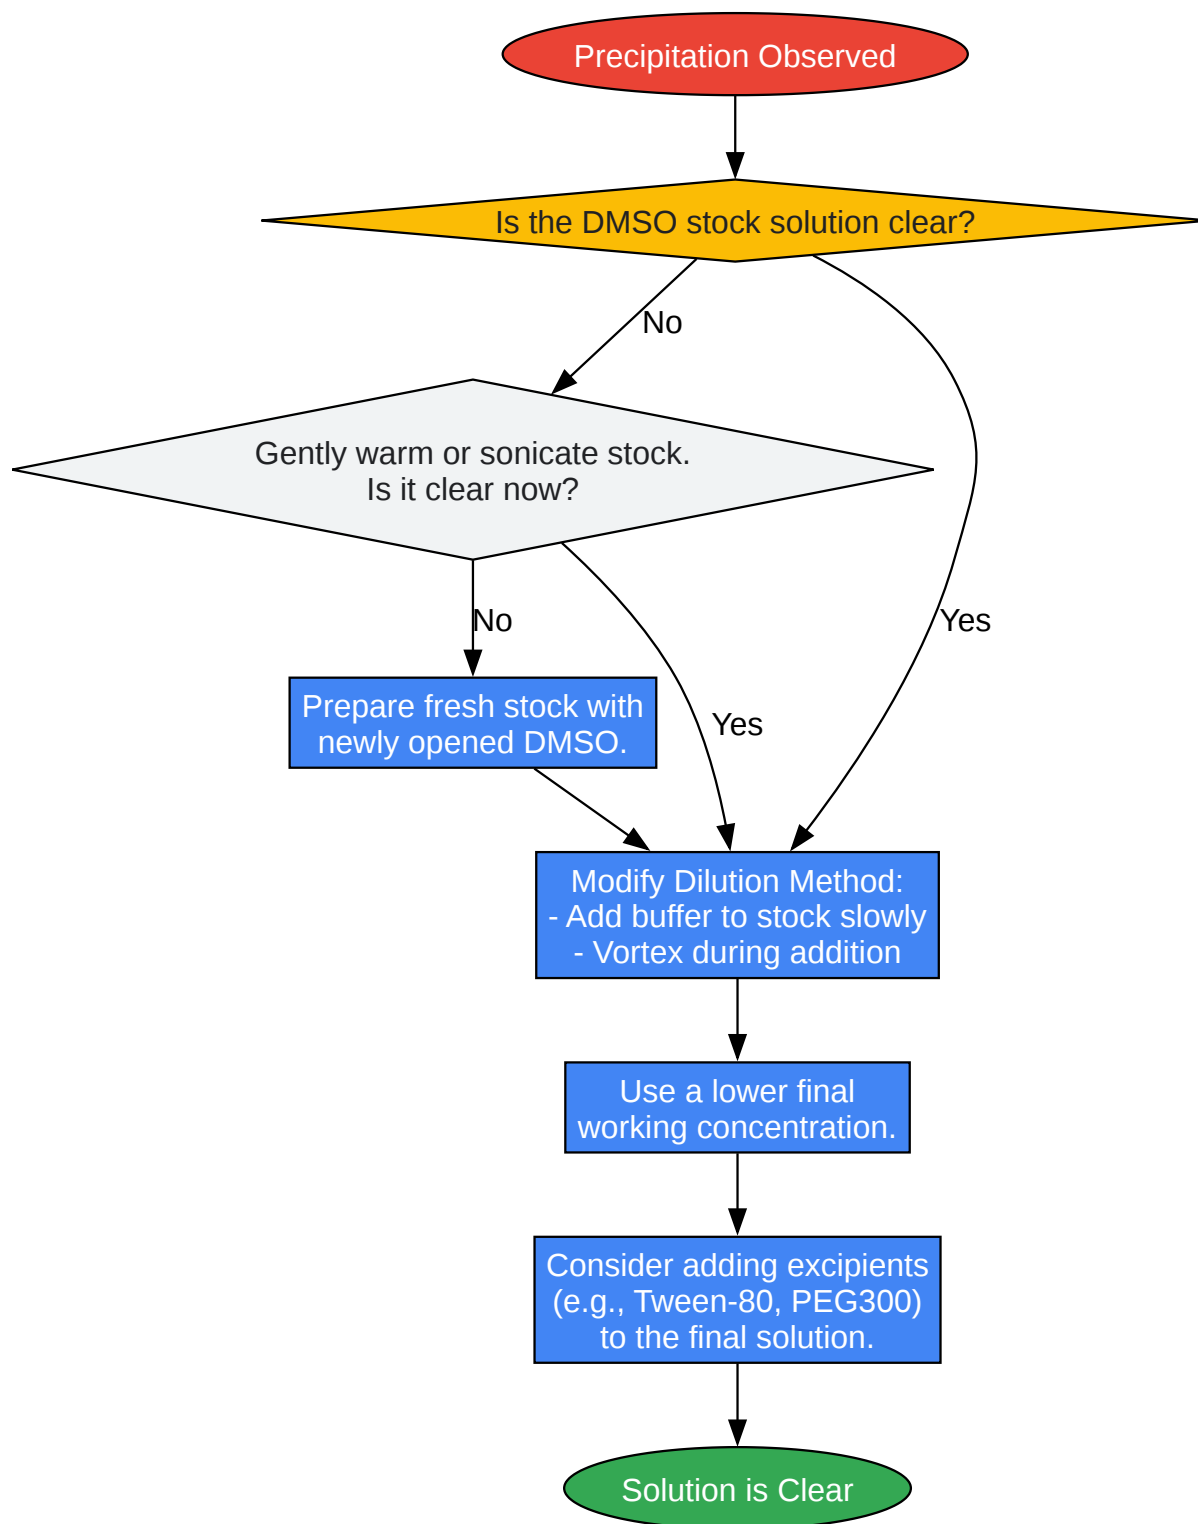 Precipitation Observed
Is the DMSO stock solution clear?
No
Gently warm or sonicate stock.
Is it clear now?
No
Yes
Prepare fresh stock with
newly opened DMSO.
Yes
Modify Dilution Method:
- Add buffer to stock slowly
- Vortex during addition
Use a lower final
working concentration.
Consider adding excipients
(e.g., Tween-80, PEG300)
to the final solution.
Solution is Clear